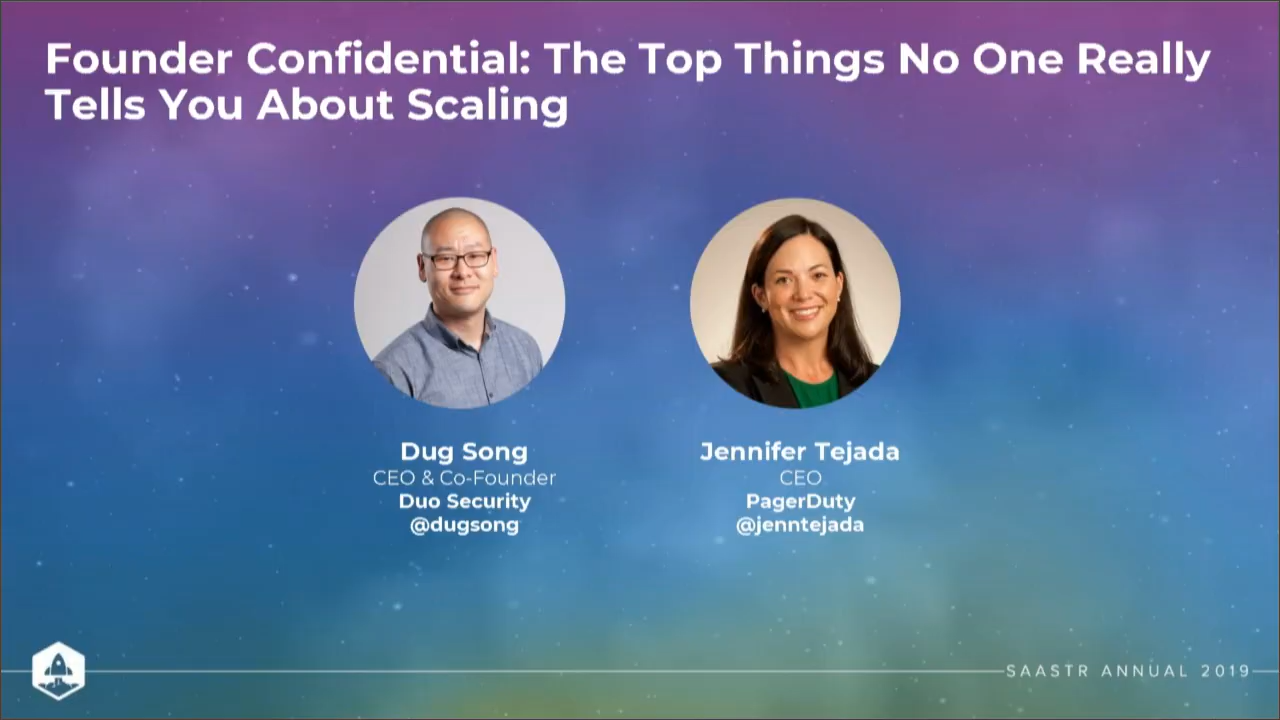 Founder Confidential: The Top Things No One Really
Tells You About Scaling
Dug Song
CEO & Co-Founder
Duo Security
@dugsong
Jennifer Tejada
CEO
PagerDuty
@jenntejada
SAASTR ANNUAL 2019